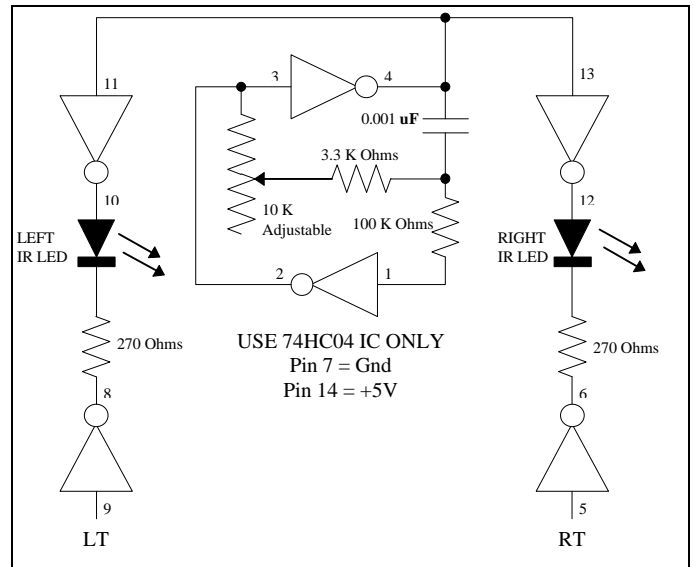 11
3
4
13
0.001 uF
3.3 K Ohms
10
12
10 K
Adjustable
100 K Ohms
LEFT
IR LED
RIGHT
IR LED
2
1
270 Ohms
USE 74HC04 IC ONLY
Pin 7 = Gnd
Pin 14 = +5V
270 Ohms
8
6
9
5
LT
RT